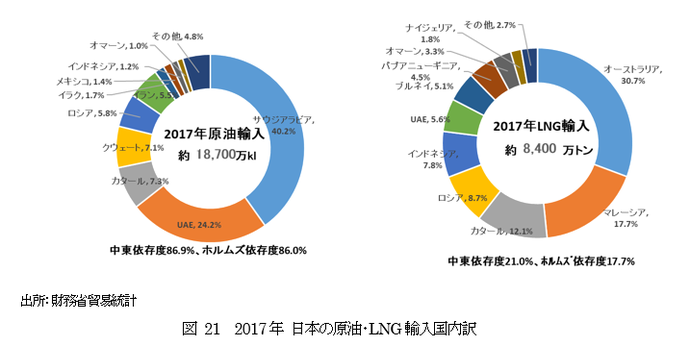 その他, 4.8%
オマーン, 1.0%
インドネシア, 1.2%
メキシコ, 1.4%
イラク, 1.7%
イラン, 5.5
ロシア, 5.8%
クウェート, 7.1%
カタール, 7.3%
UAE, 24.2%
サウジアラビア,
40.2%
2017年原油輸入
約 18,700万kl
中東依存度86.9%、ホルムズ依存度86.0%
その他, 2.7%
ナイジェリア,
1.8%
オマーン, 3.3%
パプアニューギニア,
4.5%
ブルネイ, 5.1%
UAE, 5.6%
インドネシア,
7.8%
ロシア, 8.7%
カタール, 12.1%
マレーシア,
17.7%
オーストラリア,
30.7%
2017年LNG輸入
約 8,400 万トン
中東依存度21.0%、ホルムズ依存度17.7%
出所：財務省貿易統計
図 21 2017年 日本の原油・LNG 輸入国内訳